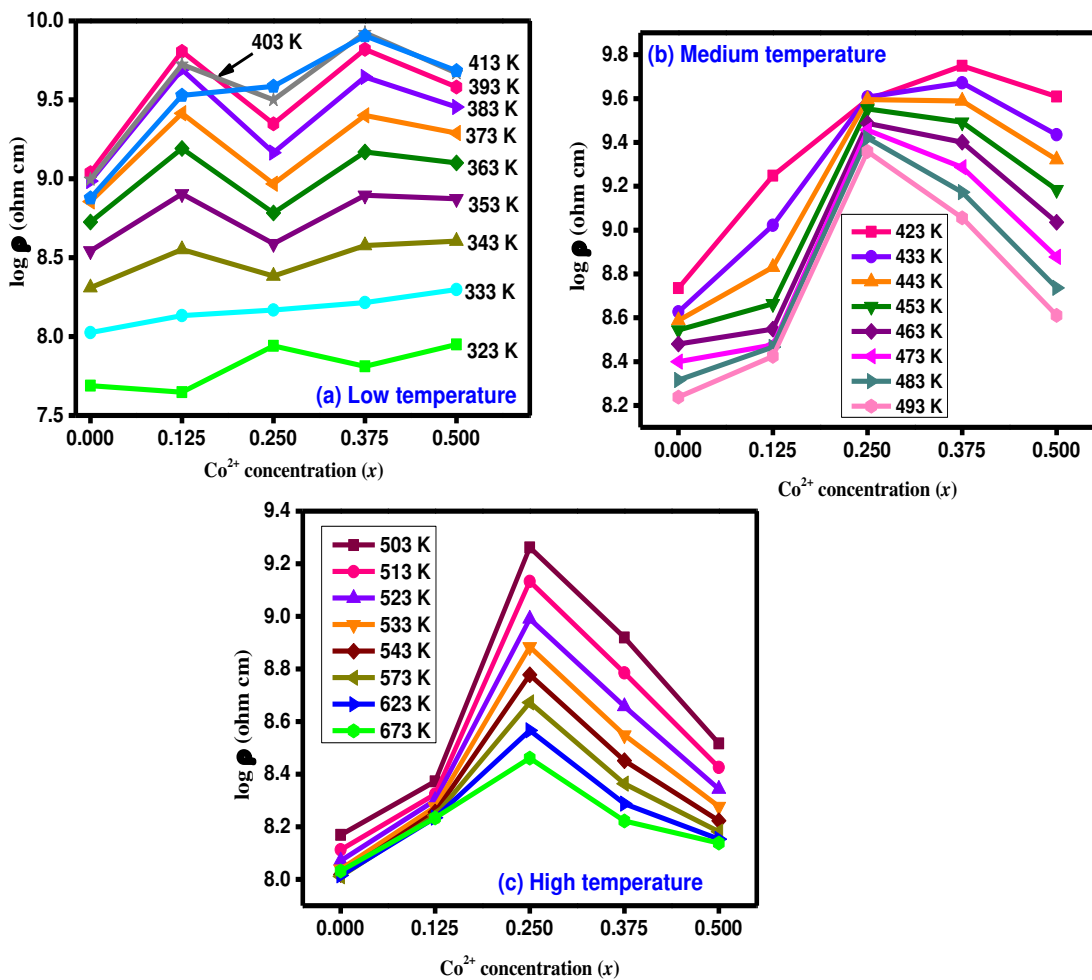 10.0
9.5
9.0
8.5
8.0
7.5
log ρ (ohm cm)
403 K
413 K
393 K
383 K
373 K
363 K
353 K
343 K
333 K
323 K
(a) Low temperature
0.000 0.125 0.250 0.375 0.500
Co²⁺ concentration (x)
9.8
9.6
9.4
9.2
9.0
8.8
8.6
8.4
8.2
log ρ (ohm cm)
(b) Medium temperature
423 K
433 K
443 K
453 K
463 K
473 K
483 K
493 K
0.000 0.125 0.250 0.375 0.500
Co²⁺ concentration (x)
9.4
9.2
9.0
8.8
8.6
8.4
8.2
8.0
log ρ (ohm cm)
503 K
513 K
523 K
533 K
543 K
573 K
623 K
673 K
(c) High temperature
0.000 0.125 0.250 0.375 0.500
Co²⁺ concentration (x)